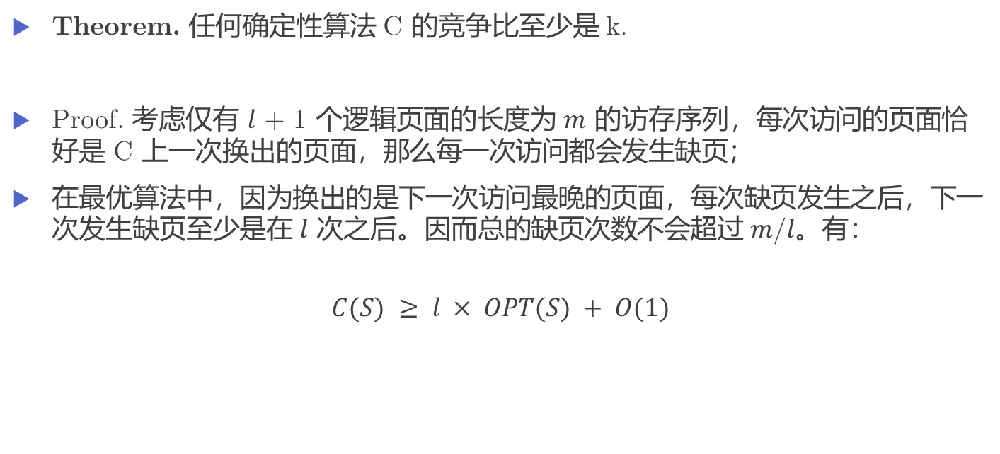 Theorem. 任何确定性算法 C 的竞争比至少是 k.
Proof. 考虑仅有 l + 1 个逻辑页面的长度为 m 的访存序列，每次访问的页面恰
好是 C 上一次换出的页面，那么每一次访问都会发生缺页；
在最优算法中，因为换出的是下一次访问最晚的页面，每次缺页发生之后，下一
次发生缺页至少是在 l 次之后。因而总的缺页次数不会超过 m/l。有：
C(S) ≥ l × OPT(S) + O(1)